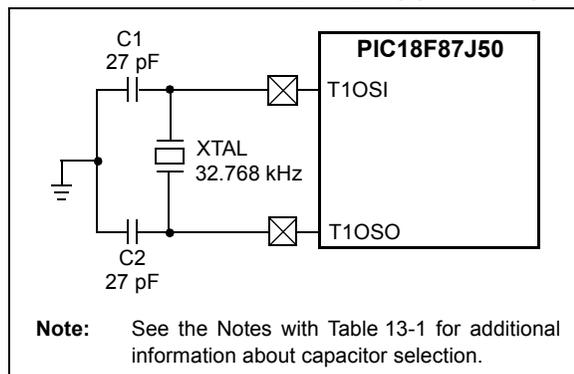 C1
27 pF
PIC18F87J50
T1OSI
XTAL
32.768 kHz
T1OSO
C2
27 pF
Note: See the Notes with Table 13-1 for additional
information about capacitor selection.